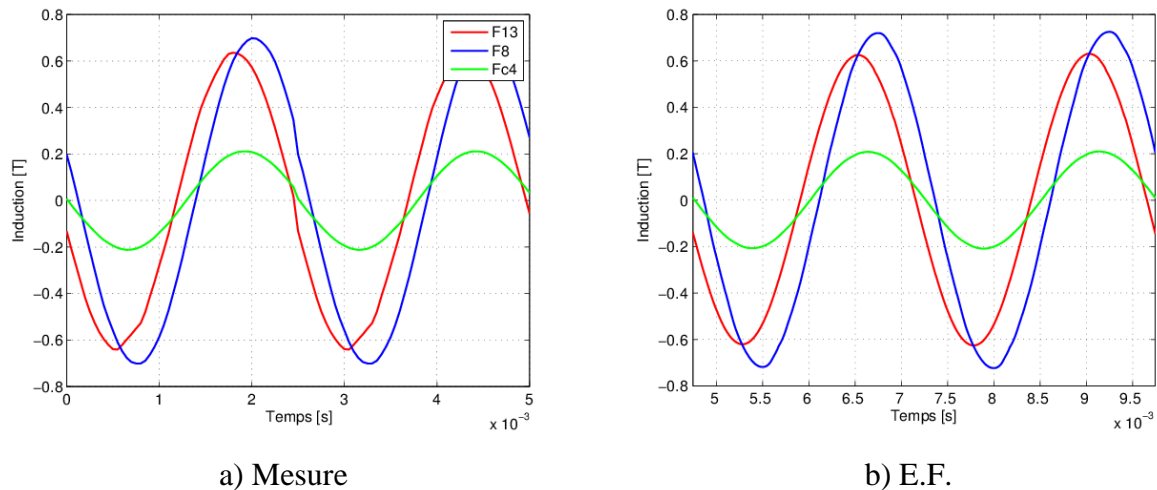 F13
F8
Fc4
0.8
0.6
0.4
0.2
0
−0.2
−0.4
−0.6
−0.8
Induction [T]
0 1 2 3 4 5
Temps [s]
x 10⁻³
a) Mesure
0.8
0.6
0.4
0.2
0
−0.2
−0.4
−0.6
−0.8
Induction [T]
5 5.5 6 6.5 7 7.5 8 8.5 9 9.5
Temps [s]
x 10⁻³
b) E.F.